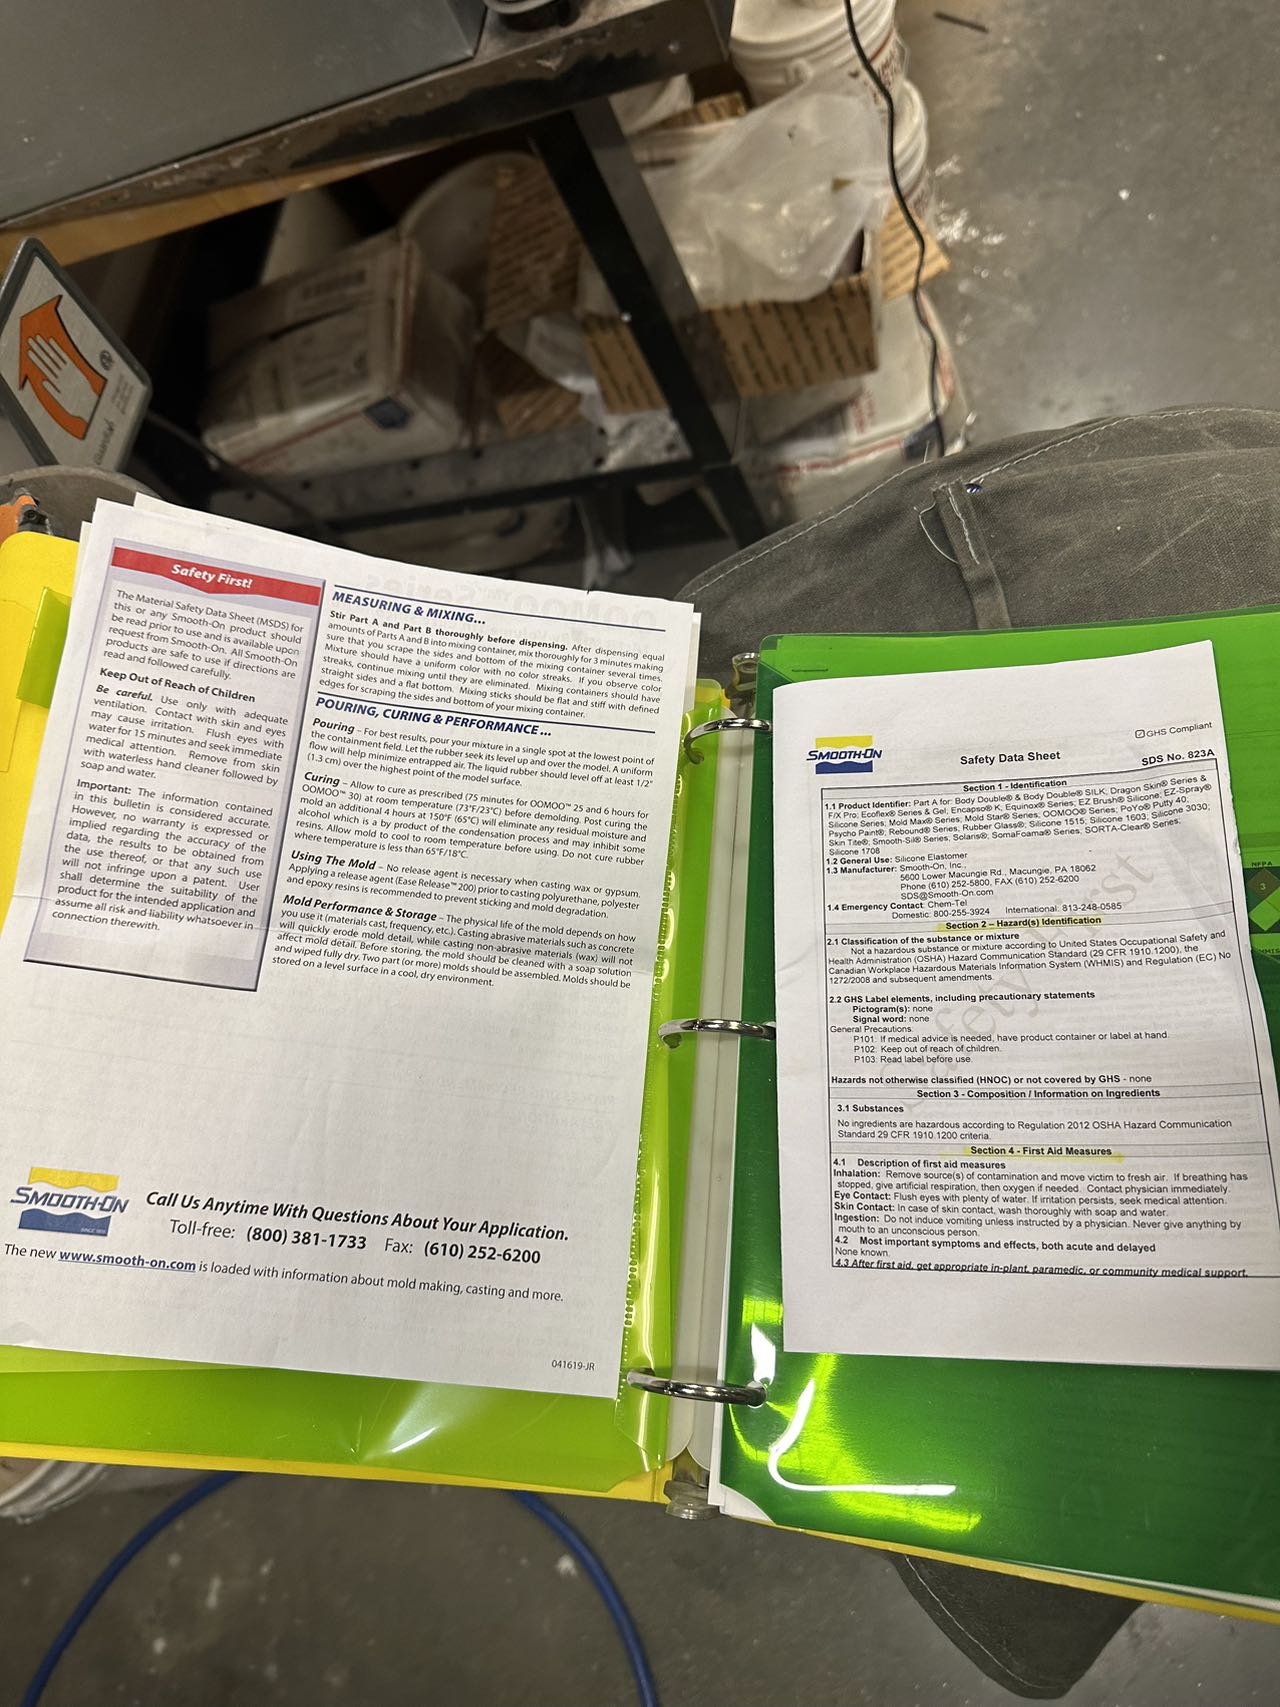 Safety First!
The Material Safety Data Sheet (MSDS) for
this or any Smooth-On product should
be read prior to use and is available upon
request from Smooth-On. All Smooth-On
products are safe to use if directions are
read and followed carefully.
Keep Out of Reach of Children
Be careful. Use only with adequate
ventilation. Contact with skin and eyes
may cause irritation. Flush eyes with
water for 15 minutes and seek immediate
medical attention. Remove from skin
with waterless hand cleaner followed by
soap and water.
Important: The information contained
in this bulletin is considered accurate.
However, no warranty is expressed or
implied regarding the accuracy of the
data, the results to be obtained from
the use thereof, or that any such use
will not infringe upon a patent. User
shall determine the suitability of the
product for the intended application and
assume all risk and liability whatsoever in
connection therewith.
MEASURING & MIXING...
Stir Part A and Part B thoroughly before dispensing. After dispensing equal
amounts of Parts A and B into mixing container, mix thoroughly for 3 minutes making
sure that you scrape the sides and bottom of the mixing container several times.
Mixture should have a uniform color with no color streaks. If you observe color
streaks, continue mixing until they are eliminated. Mixing containers should have
straight sides and a flat bottom. Mixing sticks should be flat and stiff with defined
edges for scraping the sides and bottom of your mixing container.
POURING, CURING & PERFORMANCE ...
Pouring – For best results, pour your mixture in a single spot at the lowest point of
the containment field. Let the rubber seek its level up and over the model. A uniform
flow will help minimize entrapped air. The liquid rubber should level off at least 1/2"
(1.3 cm) over the highest point of the model surface.
Curing – Allow to cure as prescribed (75 minutes for OOMOO™ 25 and 6 hours for
OOMOO™ 30) at room temperature (73°F/23°C) before demolding. Post curing the
mold an additional 4 hours at 150°F (65°C) will eliminate any residual moisture and
alcohol which is a by product of the condensation process and may inhibit some
resins. Allow mold to cool to room temperature before using. Do not cure rubber
where temperature is less than 65°F/18°C.
Using The Mold – No release agent is necessary when casting wax or gypsum.
Applying a release agent (Ease Release™ 200) prior to casting polyurethane, polyester
and epoxy resins is recommended to prevent sticking and mold degradation.
Mold Performance & Storage – The physical life of the mold depends on how
you use it (materials cast, frequency, etc.). Casting abrasive materials such as concrete
will quickly erode mold detail, while casting non-abrasive materials (wax) will not
affect mold detail. Before storing, the mold should be cleaned with a soap solution
and wiped fully dry. Two part (or more) molds should be assembled. Molds should be
stored on a level surface in a cool, dry environment.
SMOOTH-ON
Call Us Anytime With Questions About Your Application.
Toll-free: (800) 381-1733 Fax: (610) 252-6200
The new www.smooth-on.com is loaded with information about mold making, casting and more.
041619-JR
SMOOTH-ON
Safety Data Sheet
GHS Compliant
SDS No. 823A
Section 1 - Identification
1.1 Product Identifier: Part A for: Body Double® & Body Double® SILK; Dragon Skin® Series &
F/X Pro; Ecoflex® Series & Gel; Encapso® K; Equinox® Series; EZ Brush® Silicone; EZ-Spray®
Silicone Series; Mold Max® Series; Mold Star® Series; OOMOO® Series; PoYo® Putty 40;
Psycho Paint®; Rebound® Series, Rubber Glass®; Silicone 1515; Silicone 1603; Silicone 3030;
Skin Tite®, Smooth-Sil® Series, Solaris®; SomaFoama® Series; SORTA-Clear® Series;
Silicone 1708
1.2 General Use: Silicone Elastomer
1.3 Manufacturer: Smooth-On, Inc.,
5600 Lower Macungie Rd., Macungie, PA 18062
Phone (610) 252-5800, FAX (610) 252-6200
SDS@Smooth-On.com
1.4 Emergency Contact: Chem-Tel
Domestic: 800-255-3924 International: 813-248-0585
Section 2 – Hazard(s) Identification
2.1 Classification of the substance or mixture
Not a hazardous substance or mixture according to United States Occupational Safety and
Health Administration (OSHA) Hazard Communication Standard (29 CFR 1910.1200), the
Canadian Workplace Hazardous Materials Information System (WHMIS) and Regulation (EC) No
1272/2008 and subsequent amendments.
2.2 GHS Label elements, including precautionary statements
Pictogram(s): none
Signal word: none
General Precautions:
P101: If medical advice is needed, have product container or label at hand.
P102: Keep out of reach of children.
P103: Read label before use.
Hazards not otherwise classified (HNOC) or not covered by GHS - none
Section 3 - Composition / Information on Ingredients
3.1 Substances
No ingredients are hazardous according to Regulation 2012 OSHA Hazard Communication
Standard 29 CFR 1910.1200 criteria.
Section 4 - First Aid Measures
4.1 Description of first aid measures
Inhalation: Remove source(s) of contamination and move victim to fresh air. If breathing has
stopped, give artificial respiration, then oxygen if needed. Contact physician immediately.
Eye Contact: Flush eyes with plenty of water. If irritation persists, seek medical attention.
Skin Contact: In case of skin contact, wash thoroughly with soap and water.
Ingestion: Do not induce vomiting unless instructed by a physician. Never give anything by
mouth to an unconscious person.
4.2 Most important symptoms and effects, both acute and delayed
None known.
4.3 After first aid, get appropriate in-plant, paramedic, or community medical support.
NFPA
3